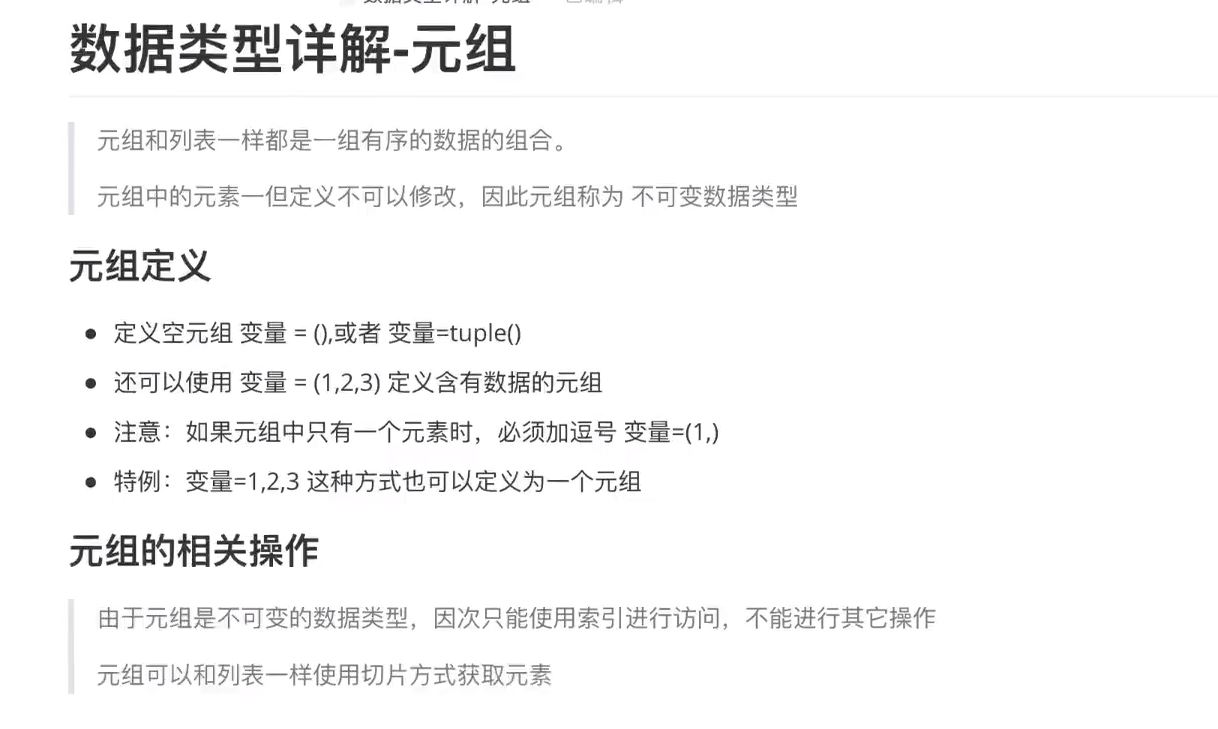 数据类型详解-元组
元组和列表一样都是一组有序的数据的组合。
元组中的元素一但定义不可以修改，因此元组称为 不可变数据类型
元组定义
● 定义空元组 变量 = (),或者 变量=tuple()
● 还可以使用 变量 = (1,2,3) 定义含有数据的元组
● 注意：如果元组中只有一个元素时，必须加逗号 变量=(1,)
● 特例：变量=1,2,3 这种方式也可以定义为一个元组
元组的相关操作
由于元组是不可变的数据类型，因次只能使用索引进行访问，不能进行其它操作
元组可以和列表一样使用切片方式获取元素